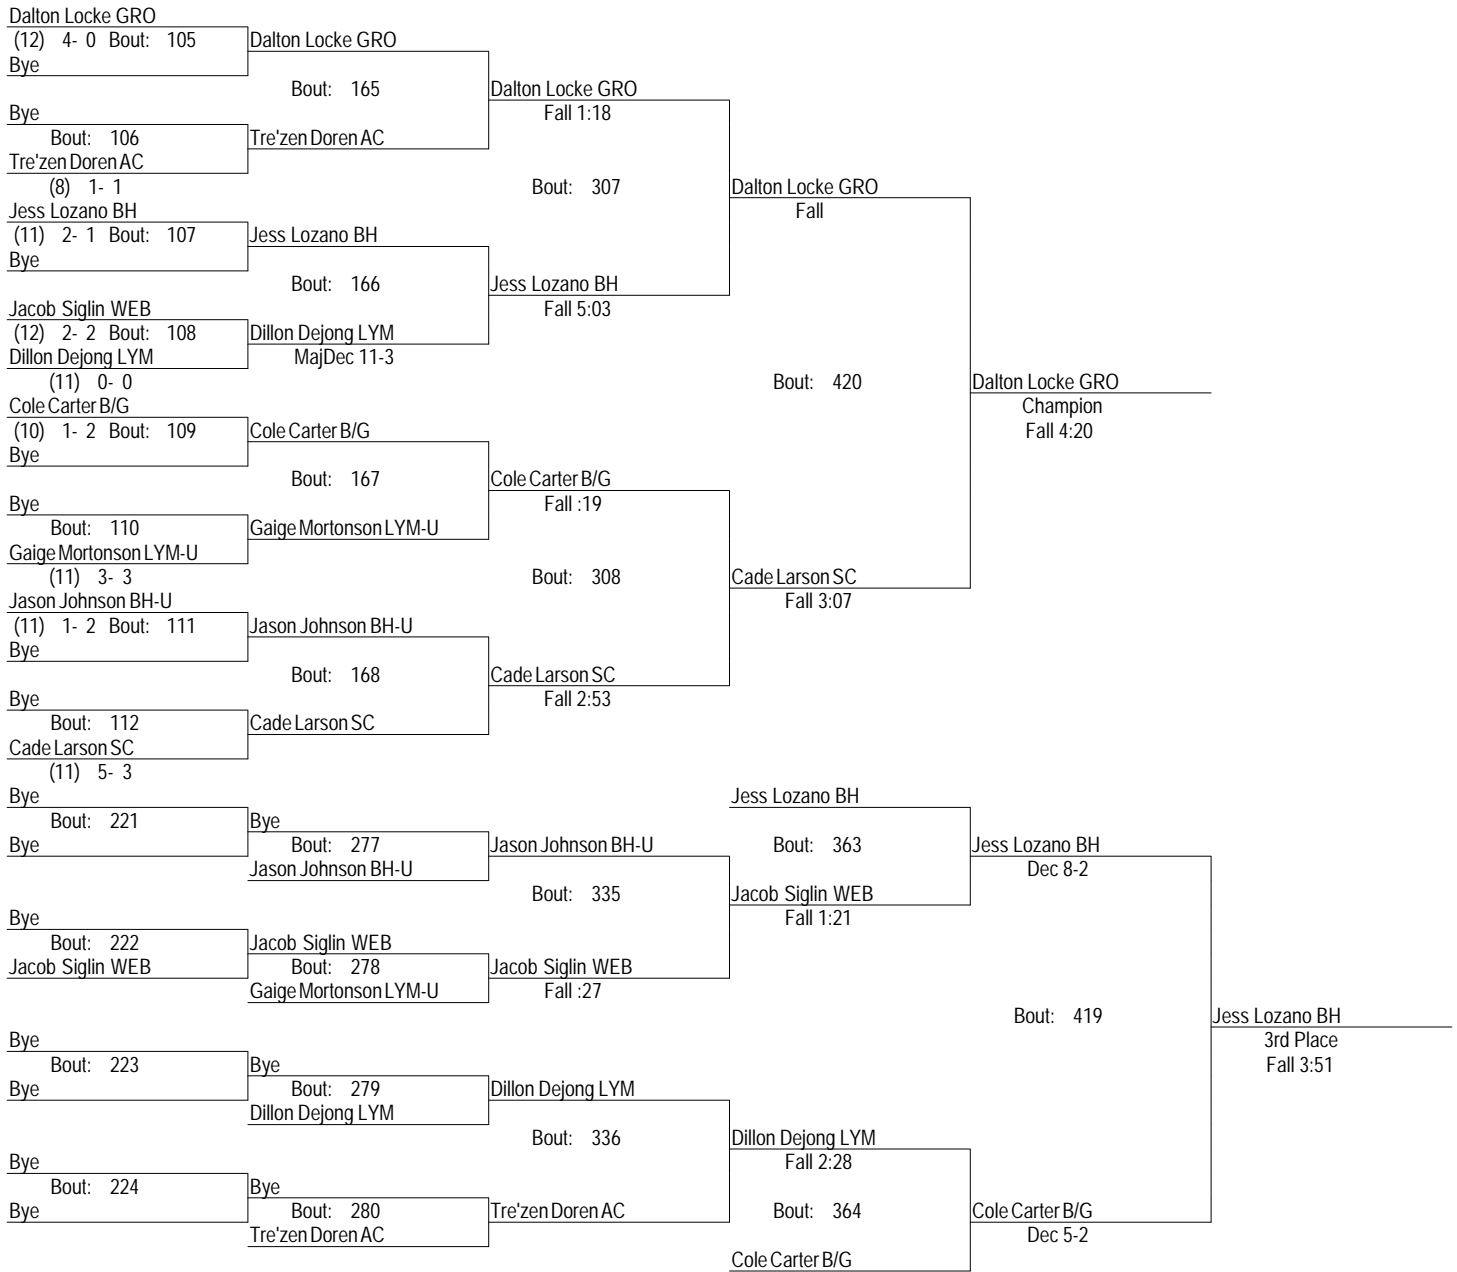 Dalton Locke GRO
(12) 4- 0 Bout: 105
Dalton Locke GRO
Bye
Bout: 165
Dalton Locke GRO
Bye
Fall 1:18
Bout: 106
Tre'zen Doren AC
Tre'zen Doren AC
(8) 1- 1
Bout: 307
Dalton Locke GRO
Jess Lozano BH
Fall
(11) 2- 1 Bout: 107
Jess Lozano BH
Bye
Bout: 166
Jess Lozano BH
Jacob Siglin WEB
Fall 5:03
(12) 2- 2 Bout: 108
Dillon Dejong LYM
Dillon Dejong LYM
MajDec 11-3
(11) 0- 0
Bout: 420
Dalton Locke GRO
Cole Carter B/G
Champion
(10) 1- 2 Bout: 109
Cole Carter B/G
Fall 4:20
Bye
Bout: 167
Cole Carter B/G
Bye
Fall :19
Bout: 110
Gaige Mortonson LYM-U
Gaige Mortonson LYM-U
(11) 3- 3
Bout: 308
Cade Larson SC
Jason Johnson BH-U
Fall 3:07
(11) 1- 2 Bout: 111
Jason Johnson BH-U
Bye
Bout: 168
Cade Larson SC
Bye
Fall 2:53
Bout: 112
Cade Larson SC
Cade Larson SC
(11) 5- 3
Bye
Jess Lozano BH
Bout: 221
Bye
Bye
Bout: 277
Jason Johnson BH-U
Bout: 363
Jess Lozano BH
Jason Johnson BH-U
Dec 8-2
Bout: 335
Jacob Siglin WEB
Bye
Fall 1:21
Bout: 222
Jacob Siglin WEB
Jacob Siglin WEB
Bout: 278
Jacob Siglin WEB
Gaige Mortonson LYM-U
Fall :27
Bout: 419
Jess Lozano BH
Bye
3rd Place
Bout: 223
Bye
Fall 3:51
Bye
Bout: 279
Dillon Dejong LYM
Dillon Dejong LYM
Bout: 336
Dillon Dejong LYM
Bye
Fall 2:28
Bout: 224
Bye
Bye
Bout: 280
Tre'zen Doren AC
Bout: 364
Cole Carter B/G
Tre'zen Doren AC
Dec 5-2
Cole Carter B/G